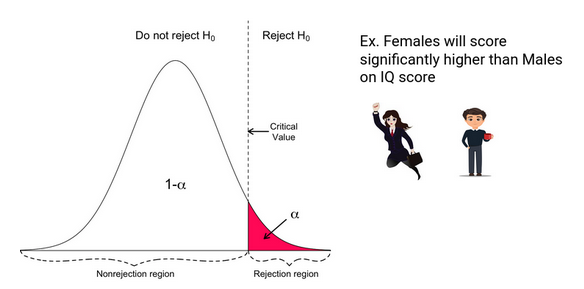 Do not reject H₀
Reject H₀
Ex. Females will score
significantly higher than Males
on IQ score
Critical
Value
1-α
α
Nonrejection region
Rejection region